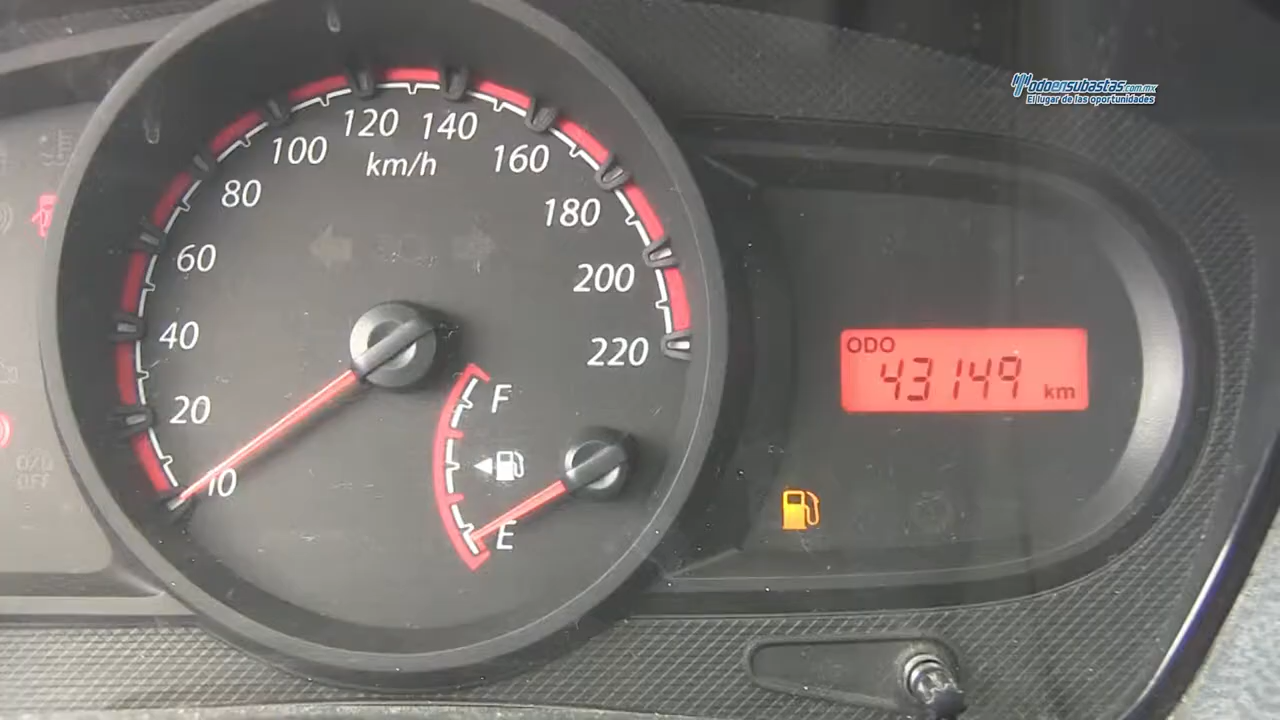 Todoensubastas.com.mx
El lugar de las oportunidades
120 140
100 160
km/h
80
180
60
200
40
220
ODO
43149 km
20
F
10
O/D
OFF
E